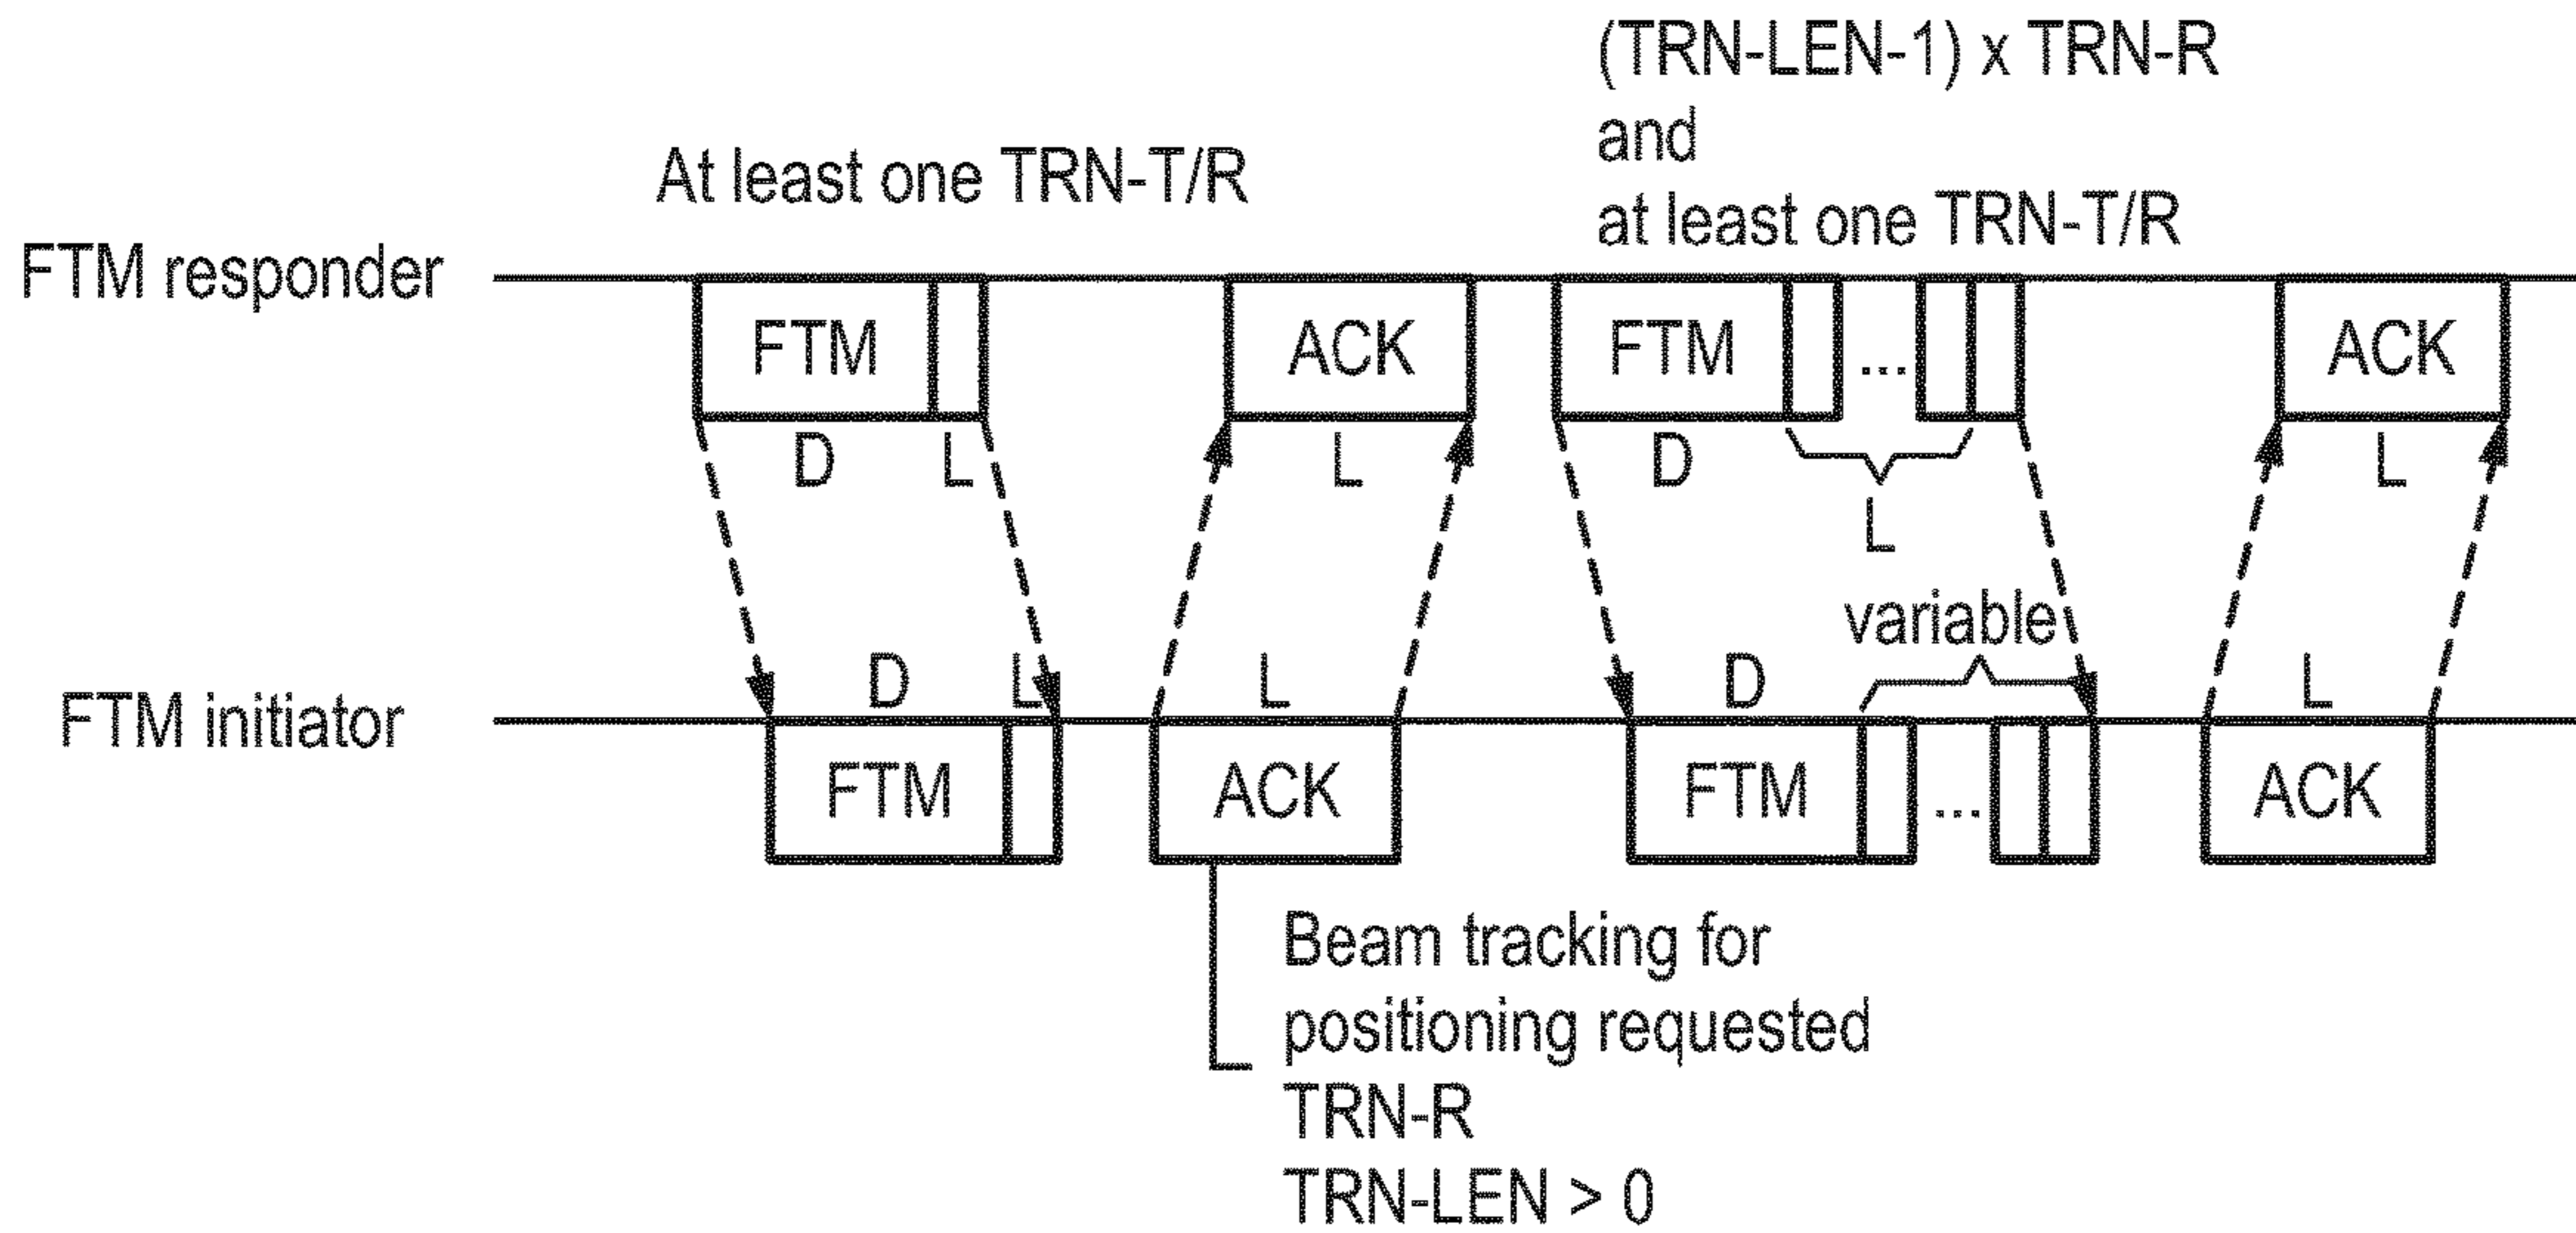 (TRN-LEN-1) x TRN-R
and
at least one TRN-T/R
At least one TRN-T/R
FTM responder
FTM
ACK
FTM
...
ACK
D
L
L
D
L
L
variable
D
L
L
D
L
FTM initiator
FTM
ACK
FTM
...
ACK
Beam tracking for
positioning requested
TRN-R
TRN-LEN > 0